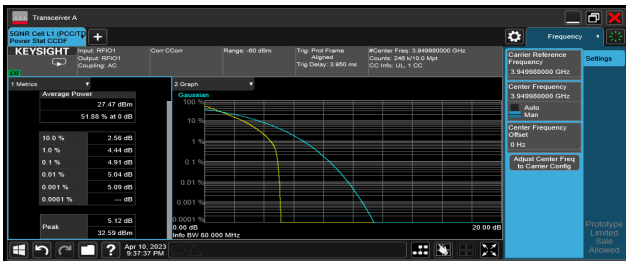 Transceiver A
5GNR Cell L1 (PCC/TD
Power Stat CCDF
Frequency
KEYSIGHT
Input: RFIO1
Output: RFIO1
Coupling: AC
Corr CCorr
Range: -60 dBm
Trig: Prot Frame
Aligned
Trig Delay: 3.950 ms
#Center Freq: 3.949980000 GHz
Counts: 246 k/10.0 Mpt
CC Info: UL, 1 CC
1 Metrics
Average Power
27.47 dBm
51.88 % at 0 dB
10.0 % 2.56 dB
1.0 % 4.44 dB
0.1 % 4.91 dB
0.01 % 5.04 dB
0.001 % 5.09 dB
0.0001 % --- dB
Peak 5.12 dB
32.59 dBm
2 Graph
Gaussian
100 %
10 %
1 %
0.1 %
0.01 %
0.001 %
0.0001 %
0.00 dB
20.00 dB
Info BW 60.000 MHz
Carrier Reference
Frequency
3.949980000 GHz
Settings
Center Frequency
3.949980000 GHz
Auto
Man
Center Frequency
Offset
0 Hz
Adjust Center Freq
to Carrier Config
Prototype
Limited
Sale
Allowed
?
Apr 10, 2023
9:37:37 PM